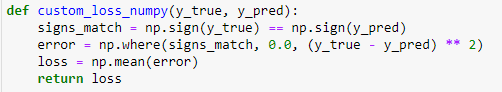 def custom_loss_numpy(y_true, y_pred):
    signs_match = np.sign(y_true) == np.sign(y_pred)
    error = np.where(signs_match, 0.0, (y_true - y_pred) ** 2)
    loss = np.mean(error)
    return loss